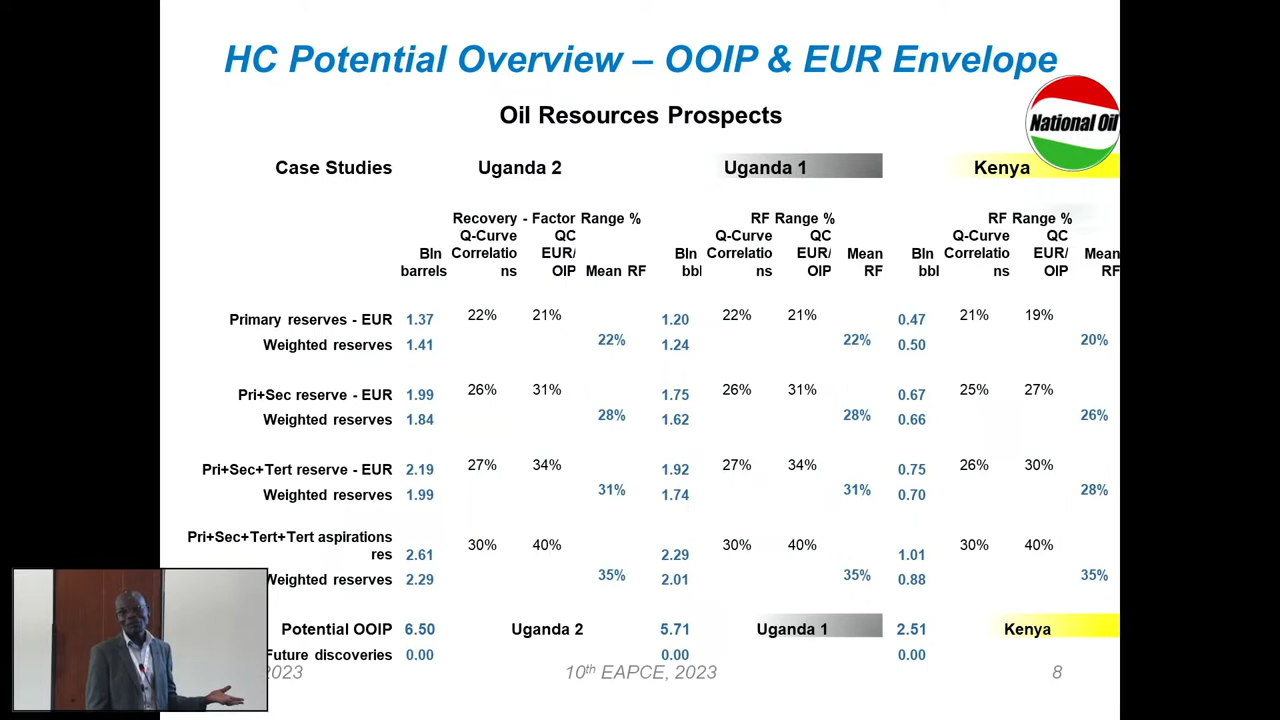 HC Potential Overview – OOIP & EUR Envelope
Oil Resources Prospects
National Oil
Case Studies Uganda 2 Uganda 1 Kenya
Recovery - Factor Range % RF Range % RF Range %
Q-Curve QC Q-Curve QC Q-Curve QC
Bln Correlatio EUR/ Bln Correlatio EUR/ Mean Bln Correlatio EUR/ Mean
barrels ns OIP Mean RF bbl ns OIP RF bbl ns OIP RF
Primary reserves - EUR 1.37 22% 21% 1.20 22% 21% 0.47 21% 19%
22% 22% 20%
Weighted reserves 1.41 1.24 0.50
Pri+Sec reserve - EUR 1.99 26% 31% 1.75 26% 31% 0.67 25% 27%
28% 28% 26%
Weighted reserves 1.84 1.62 0.66
Pri+Sec+Tert reserve - EUR 2.19 27% 34% 1.92 27% 34% 0.75 26% 30%
31% 31% 28%
Weighted reserves 1.99 1.74 0.70
Pri+Sec+Tert+Tert aspirations
30% 40% 30% 40% 30% 40%
res 2.61 2.29 1.01
35% 35% 35%
Weighted reserves 2.29 2.01 0.88
Potential OOIP 6.50 Uganda 2 5.71 Uganda 1 2.51 Kenya
Future discoveries 0.00 0.00 0.00
2023 10th EAPCE, 2023 8